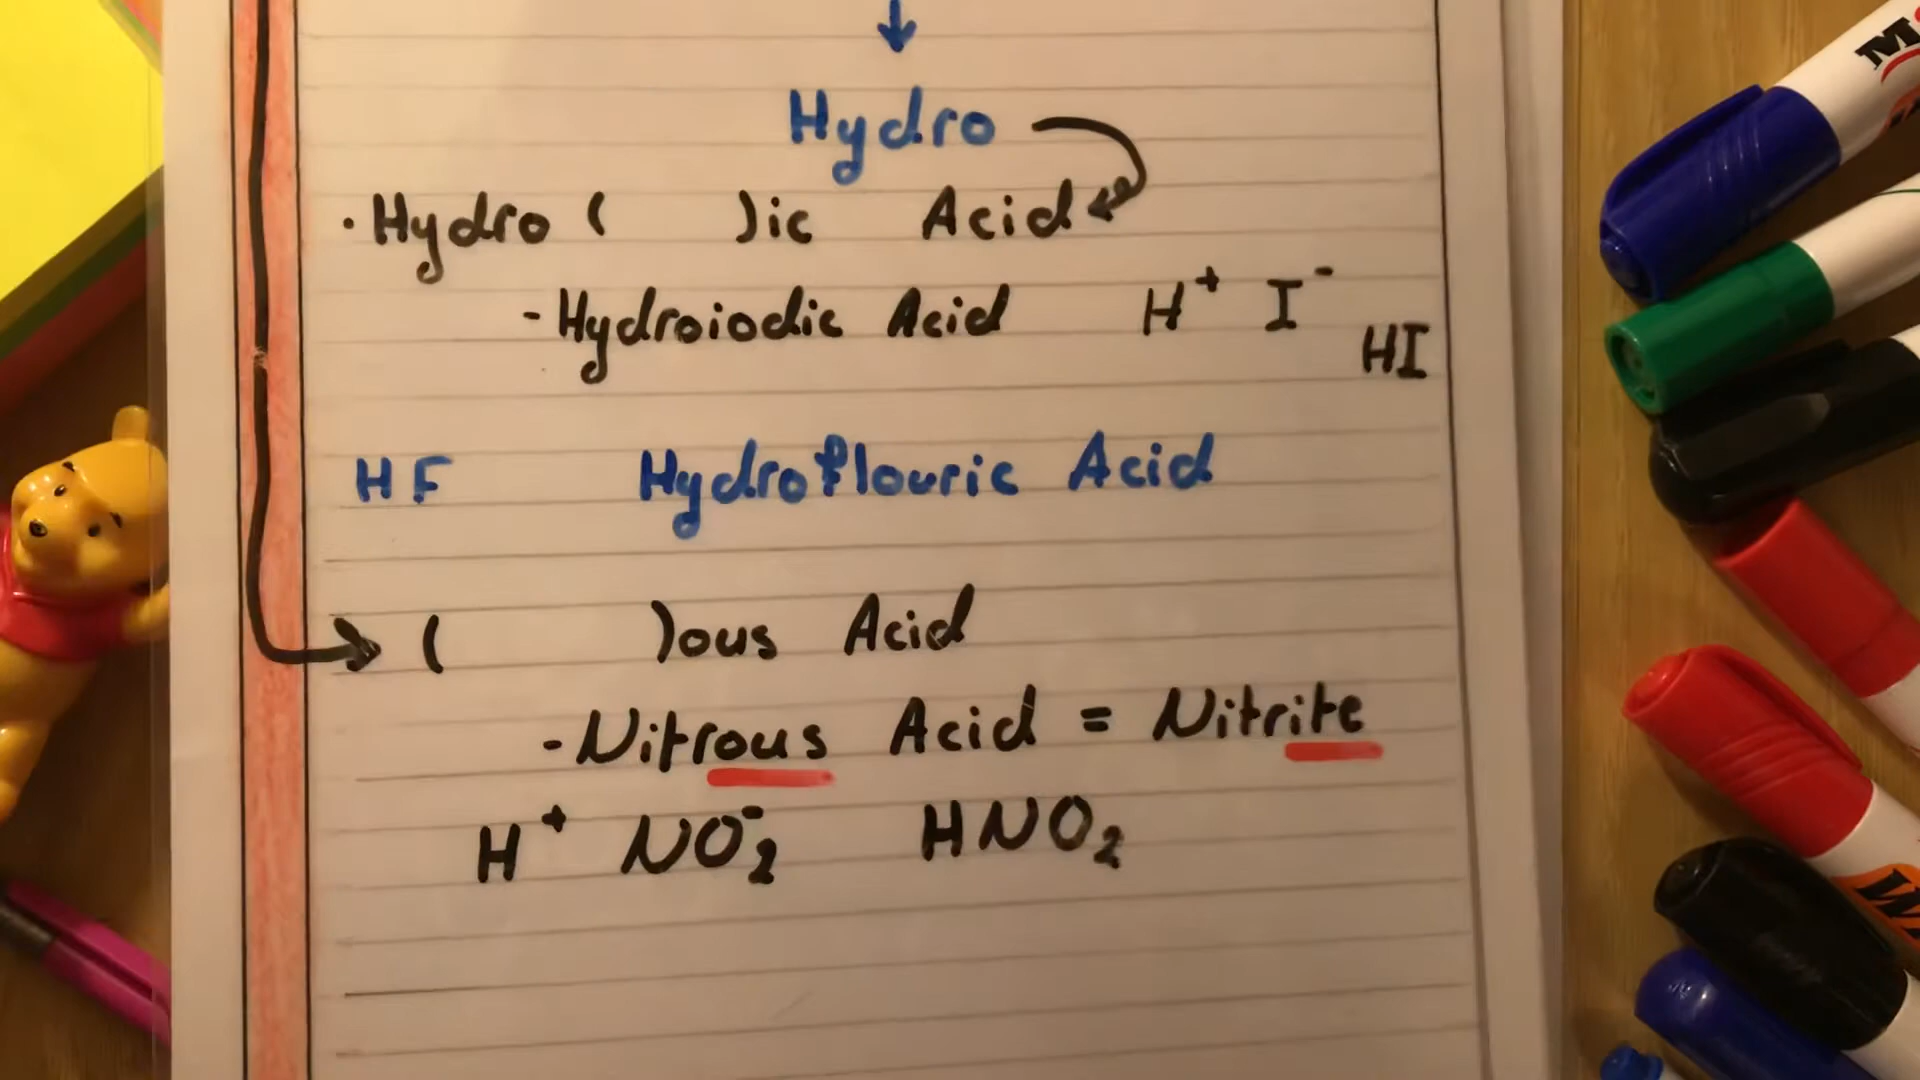 Hydro
· Hydro ( )ic Acid
- Hydroiodic Acid H⁺ I⁻
HI
HF Hydroflouric Acid
( )ous Acid
- Nitrous Acid = Nitrite
H⁺ NO₂⁻ HNO₂